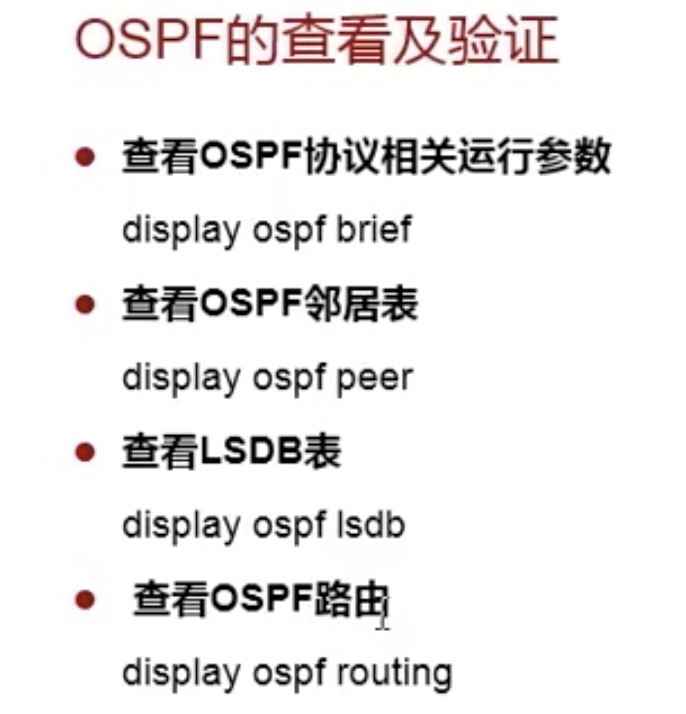 OSPF的查看及验证
查看OSPF协议相关运行参数
display ospf brief
查看OSPF邻居表
display ospf peer
查看LSDB表
display ospf lsdb
查看OSPF路由
display ospf routing